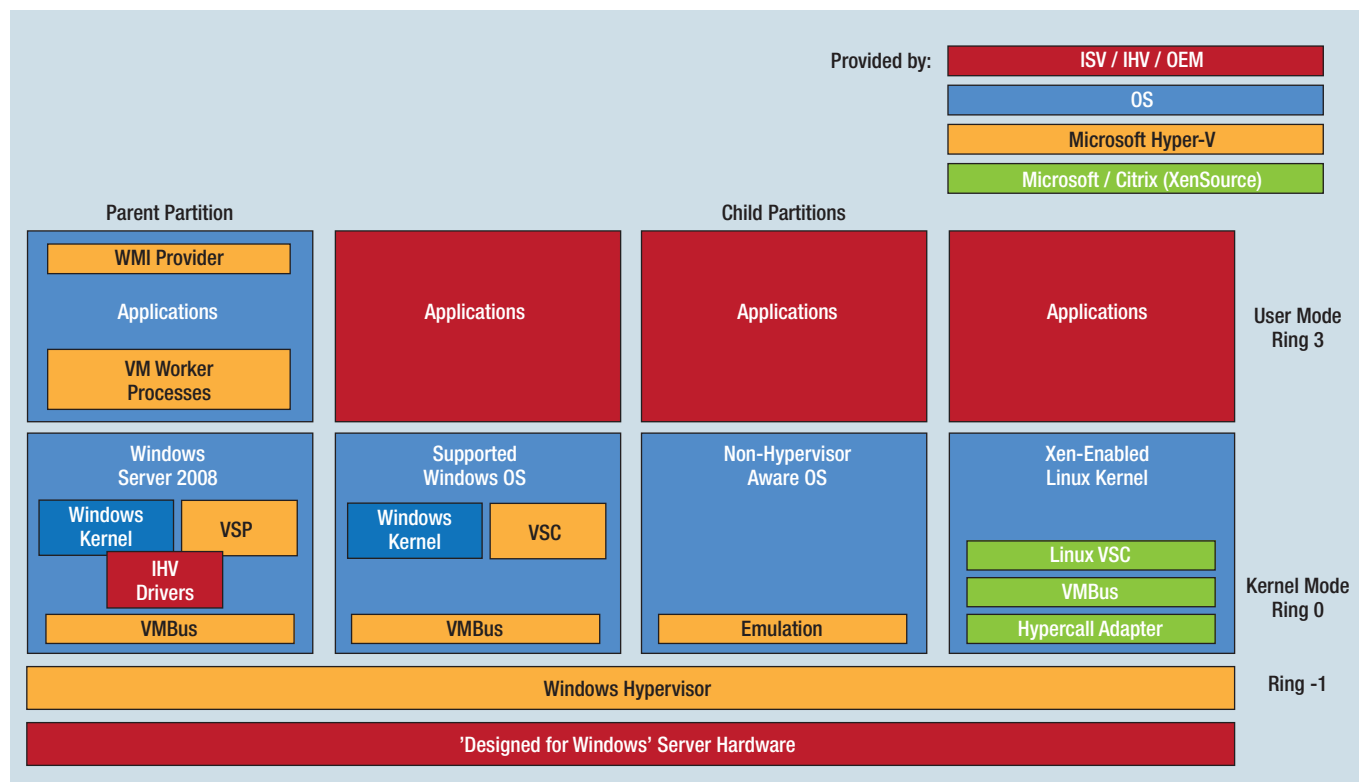 Provided by:
ISV / IHV / OEM
OS
Microsoft Hyper-V
Microsoft / Citrix (XenSource)
Parent Partition
Child Partitions
WMI Provider
Applications
VM Worker
Processes
Applications
Applications
Applications
User Mode
Ring 3
Windows
Server 2008
Windows
Kernel
VSP
IHV
Drivers
VMBus
Supported
Windows OS
Windows
Kernel
VSC
VMBus
Non-Hypervisor
Aware OS
Emulation
Xen-Enabled
Linux Kernel
Linux VSC
VMBus
Hypercall Adapter
Kernel Mode
Ring 0
Windows Hypervisor
Ring -1
’Designed for Windows’ Server Hardware